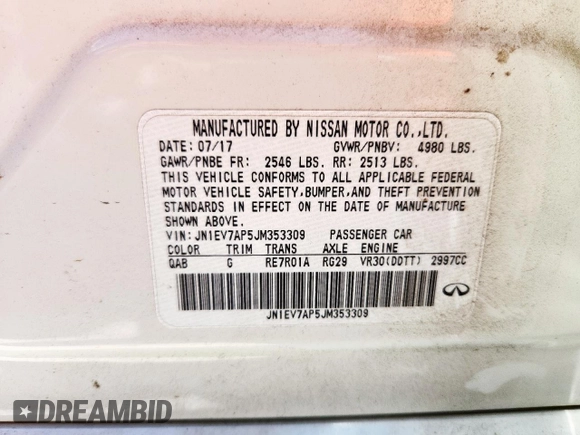 MANUFACTURED BY NISSAN MOTOR CO.,LTD.
DATE: 07/17 GVWR/PNBV: 4980 LBS.
GAWR/PNBE FR: 2546 LBS. RR: 2513 LBS.
THIS VEHICLE CONFORMS TO ALL APPLICABLE FEDERAL
MOTOR VEHICLE SAFETY,BUMPER,AND THEFT PREVENTION
STANDARDS IN EFFECT ON THE DATE OF MANUFACTURE
SHOWN ABOVE.
VIN: JN1EV7AP5JM353309 PASSENGER CAR
COLOR TRIM TRANS AXLE ENGINE
QAB G RE7R01A RG29 VR30(DDTT) 2997CC
JN1EV7AP5JM353309
DREAMBID